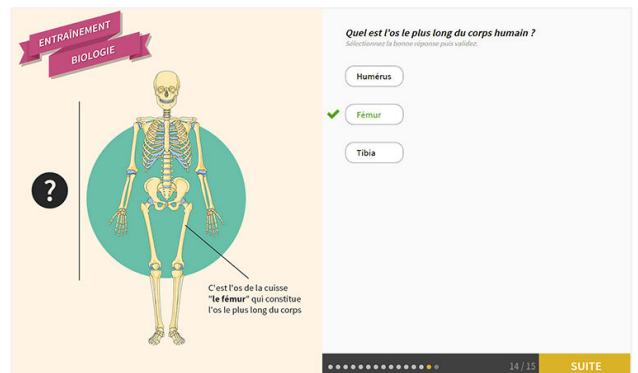 ENTRAÎNEMENT
BIOLOGIE
?
C'est l'os de la cuisse
"le fémur" qui constitue
l'os le plus long du corps
Quel est l'os le plus long du corps humain ?
Sélectionnez la bonne réponse puis validez.
Humérus
Fémur
Tibia
14 / 15
SUITE